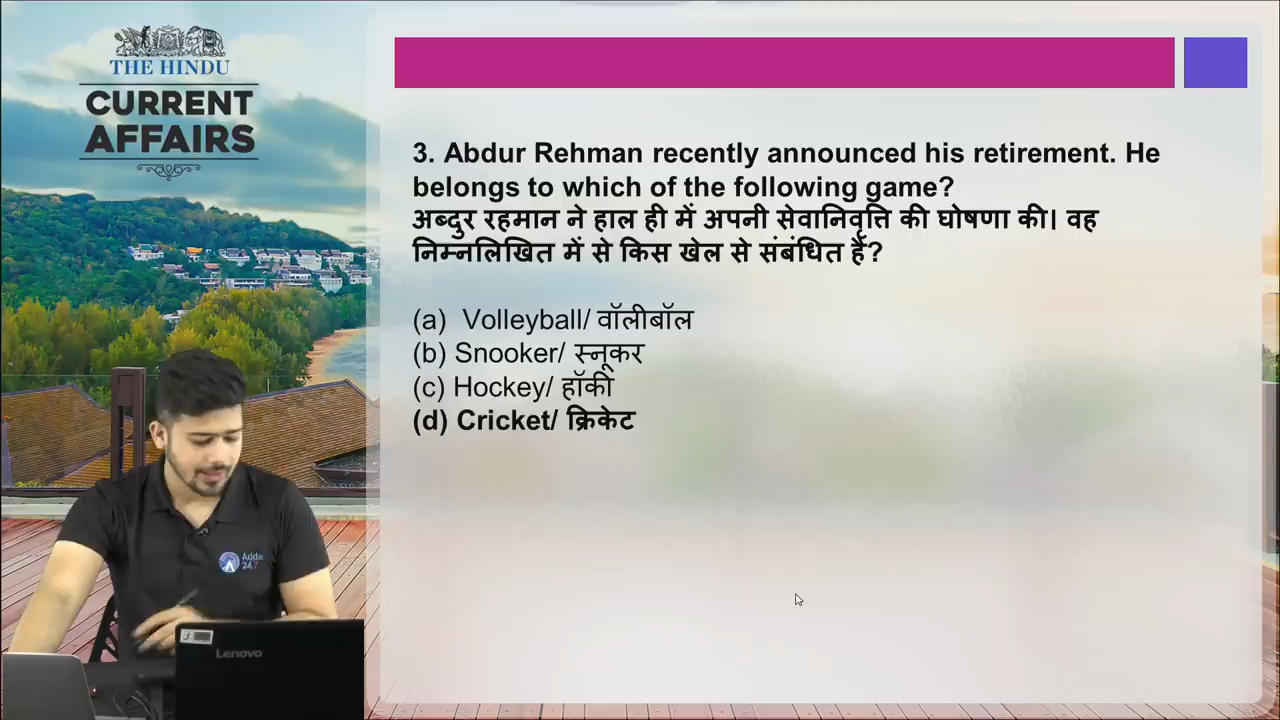 THE HINDU
CURRENT
AFFAIRS
3. Abdur Rehman recently announced his retirement. He
belongs to which of the following game?
अब्दुर रहमान ने हाल ही में अपनी सेवानिवृत्ति की घोषणा की। वह
निम्नलिखित में से किस खेल से संबंधित हैं?
(a) Volleyball/ वॉलीबॉल
(b) Snooker/ स्नूकर
(c) Hockey/ हॉकी
(d) Cricket/ क्रिकेट
Adda
247
Lenovo